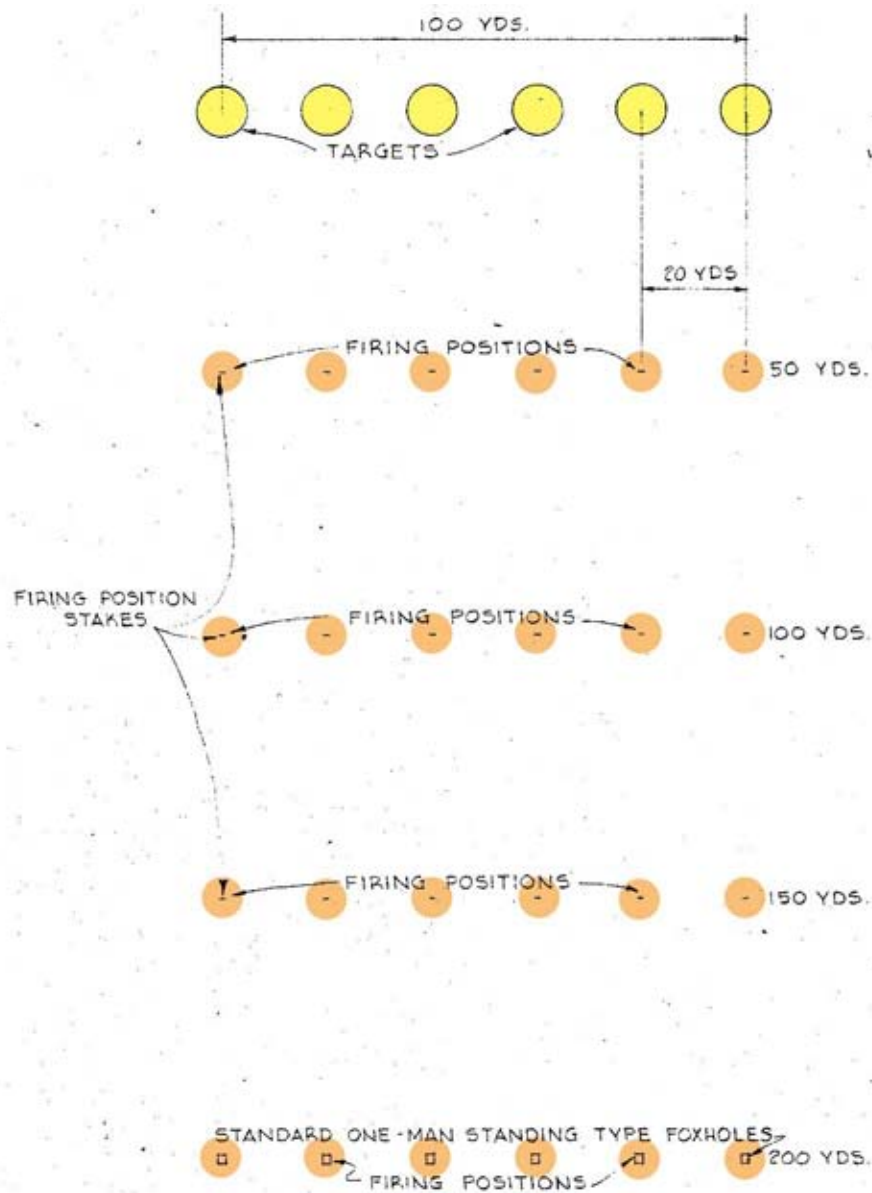 100 YDS.
TARGETS
20 YDS
FIRING POSITIONS
50 YDS.
FIRING POSITION
STAKES
FIRING POSITIONS
100 YDS.
FIRING POSITIONS
150 YDS.
STANDARD ONE-MAN STANDING TYPE FOXHOLES
200 YDS.
FIRING POSITIONS